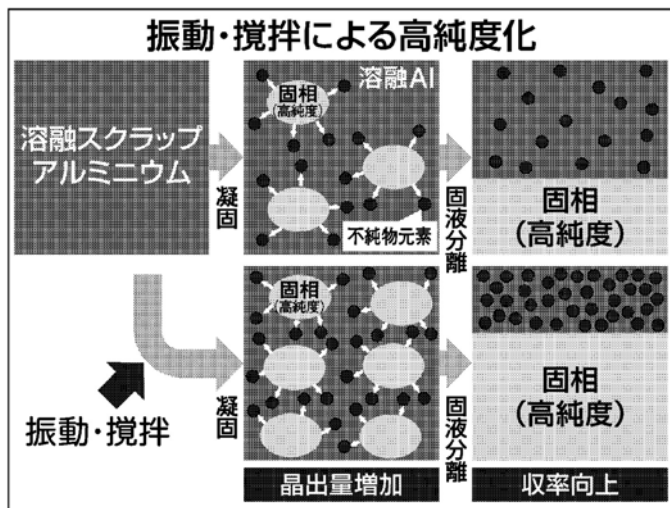 振動・撹拌による高純度化
溶融スクラップ
アルミニウム
凝固
溶融Al
固相
(高純度)
不純物元素
固液分離
固相
(高純度)
振動・撹拌
凝固
固相
(高純度)
固液分離
固相
(高純度)
晶出量増加
収率向上